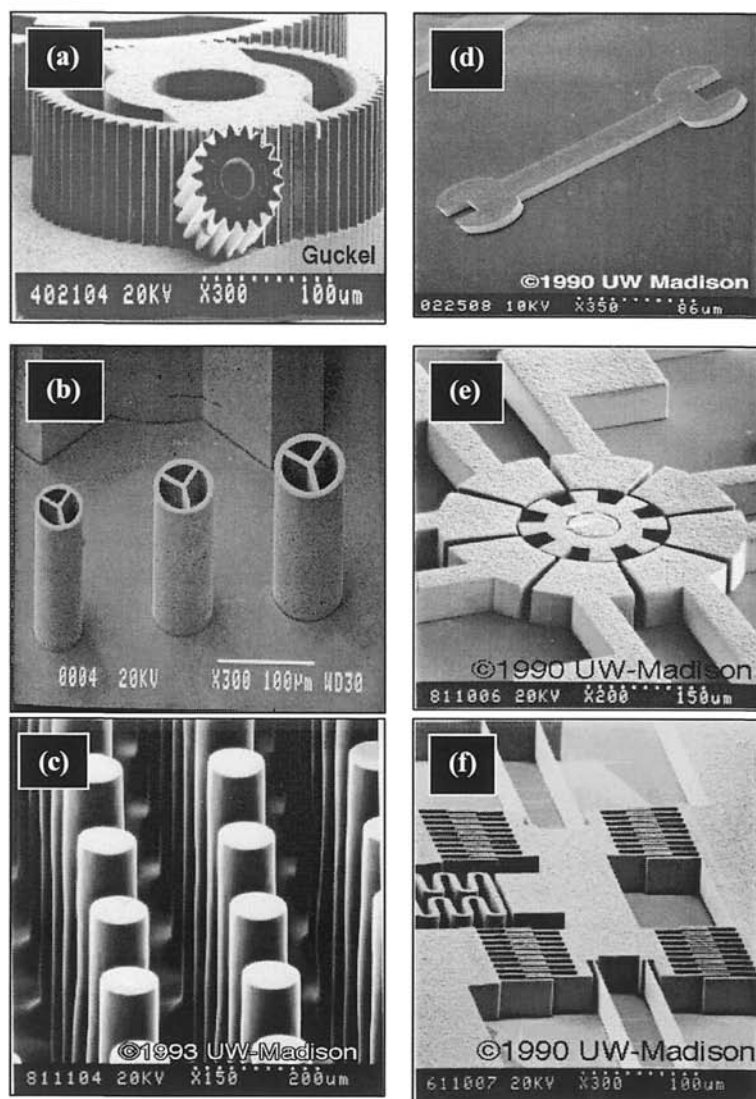 (a)
Guckel
402104 20KV X300 100um
(d)
©1990 UW Madison
022508 10KV X350 86um
(b)
0004 20KV X300 100µm WD30
(e)
©1990 UW-Madison
811006 20KV X200 150um
(c)
©1993 UW-Madison
811104 20KV X150 200um
(f)
©1990 UW-Madison
611007 20KV X300 100um